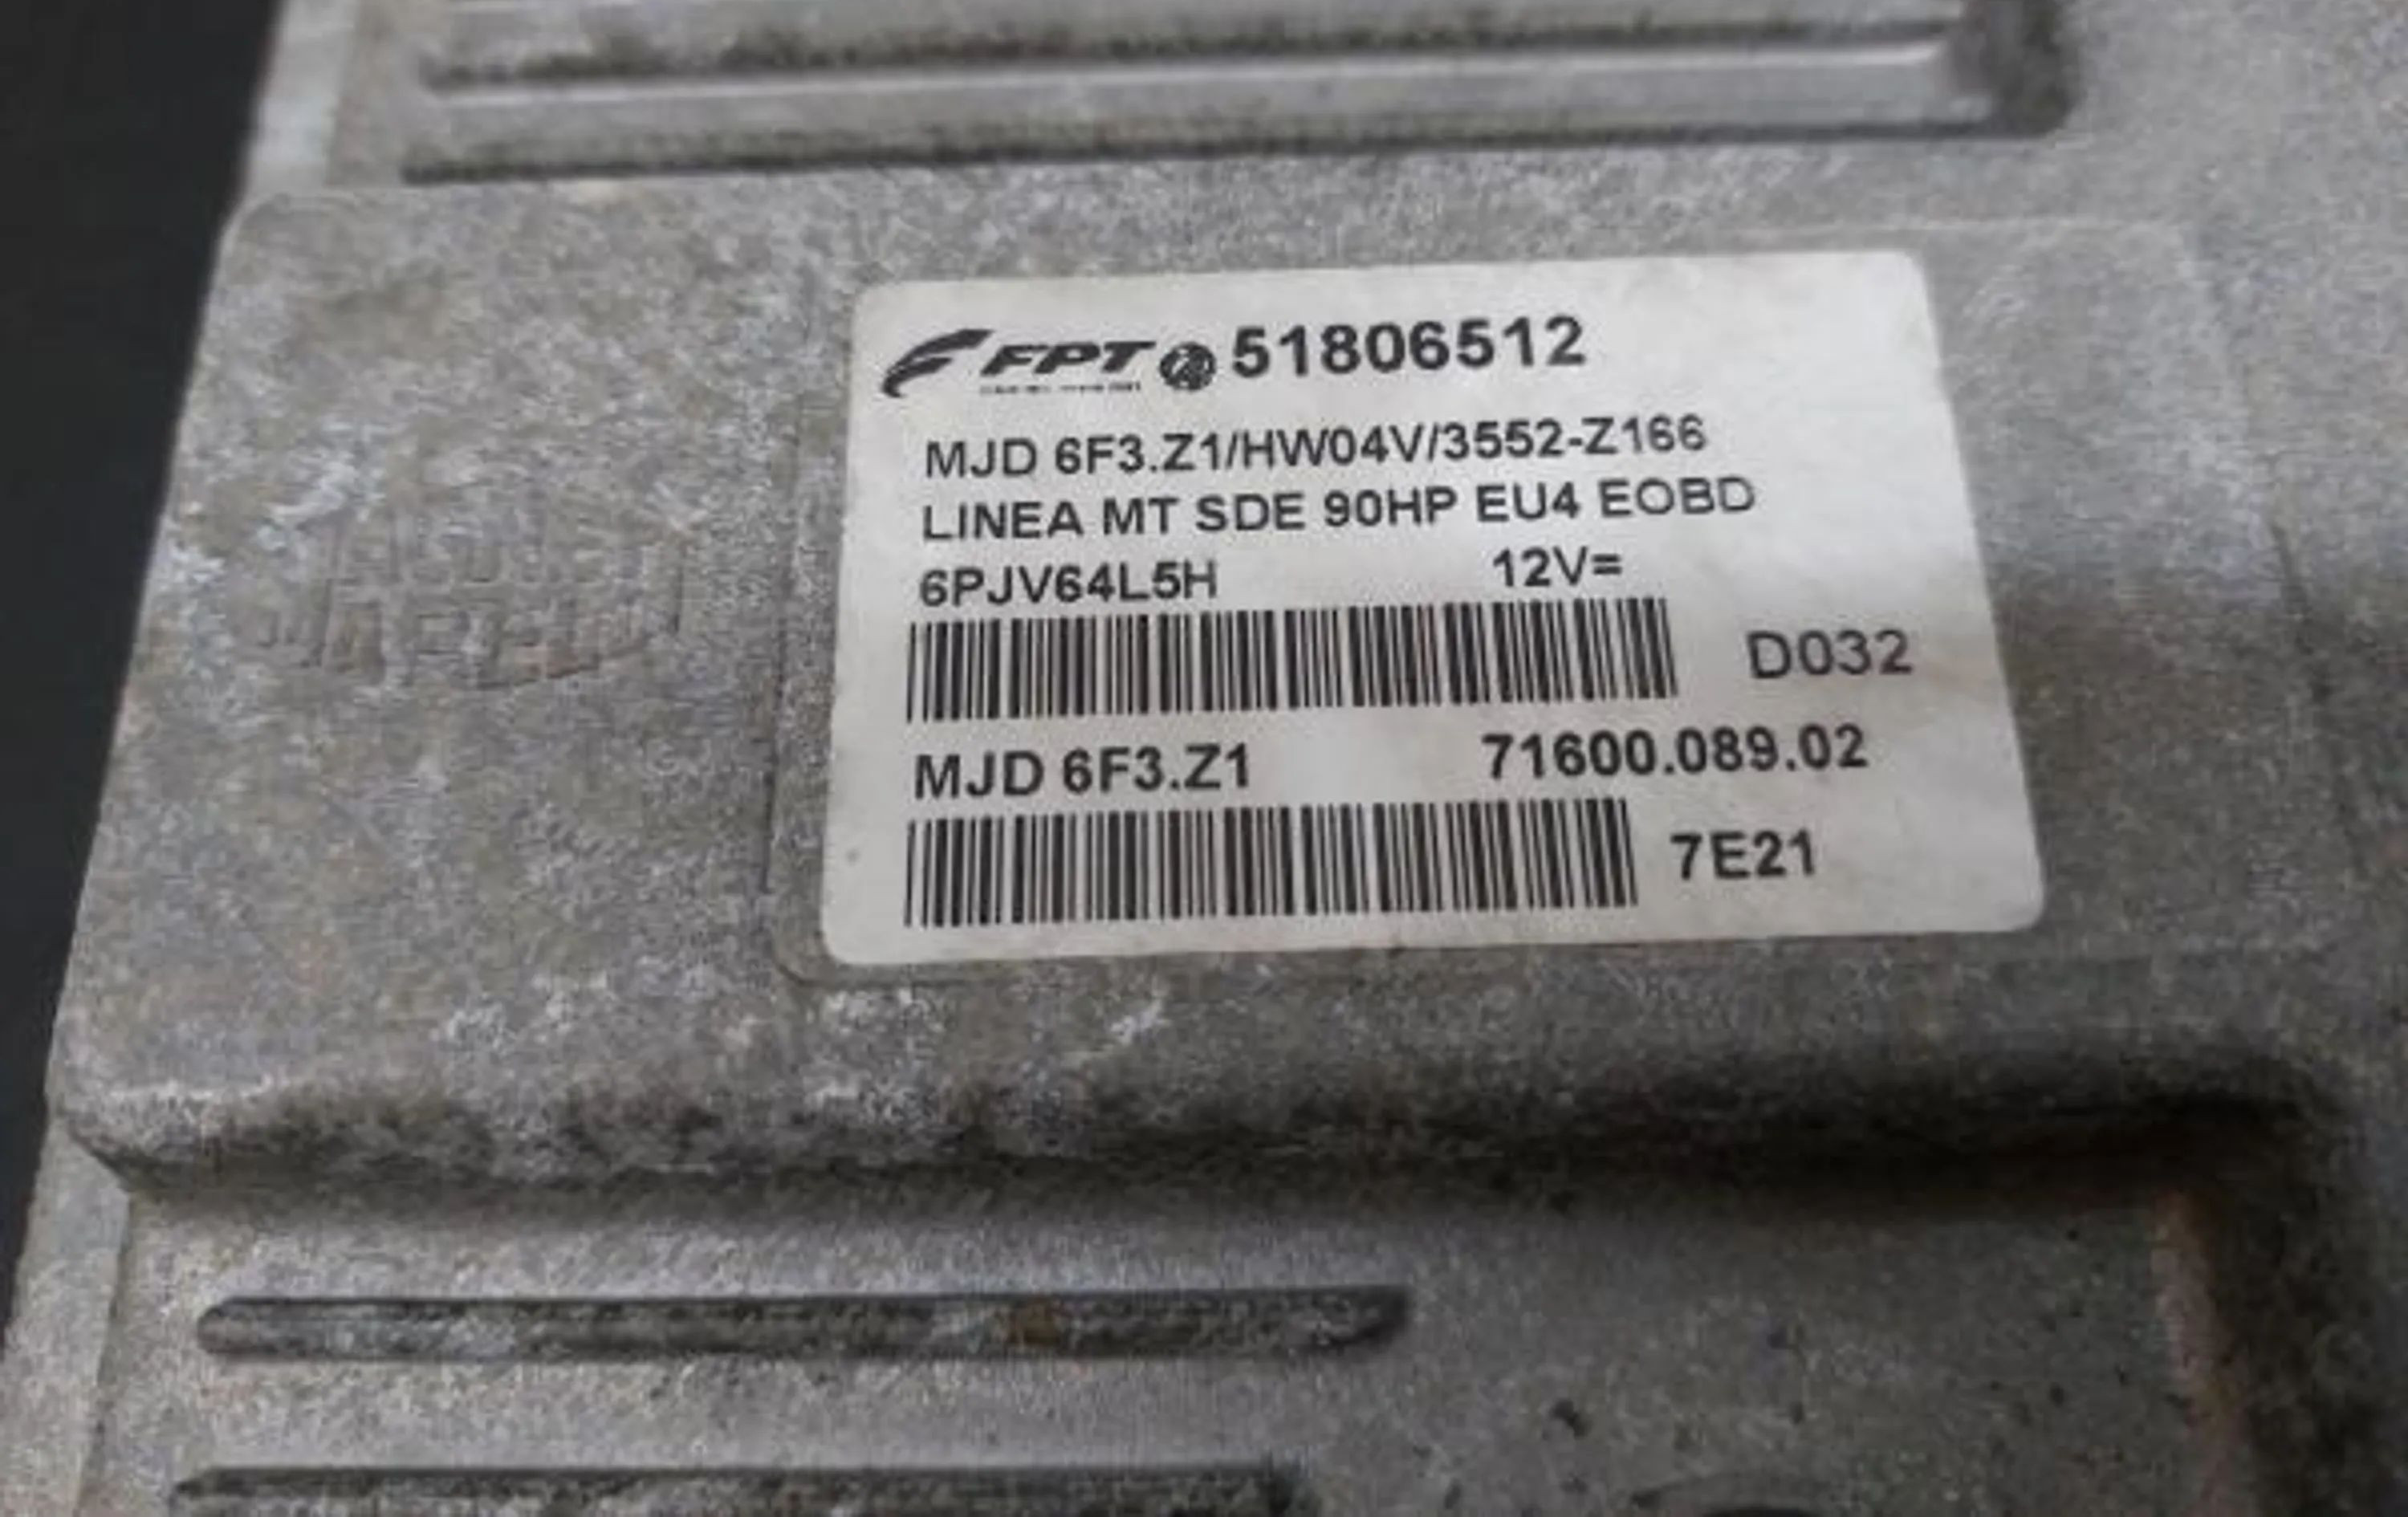 FPT 51806512
MJD 6F3.Z1/HW04V/3552-Z166
LINEA MT SDE 90HP EU4 EOBD
6PJV64L5H 12V=
D032
MJD 6F3.Z1 71600.089.02
7E21